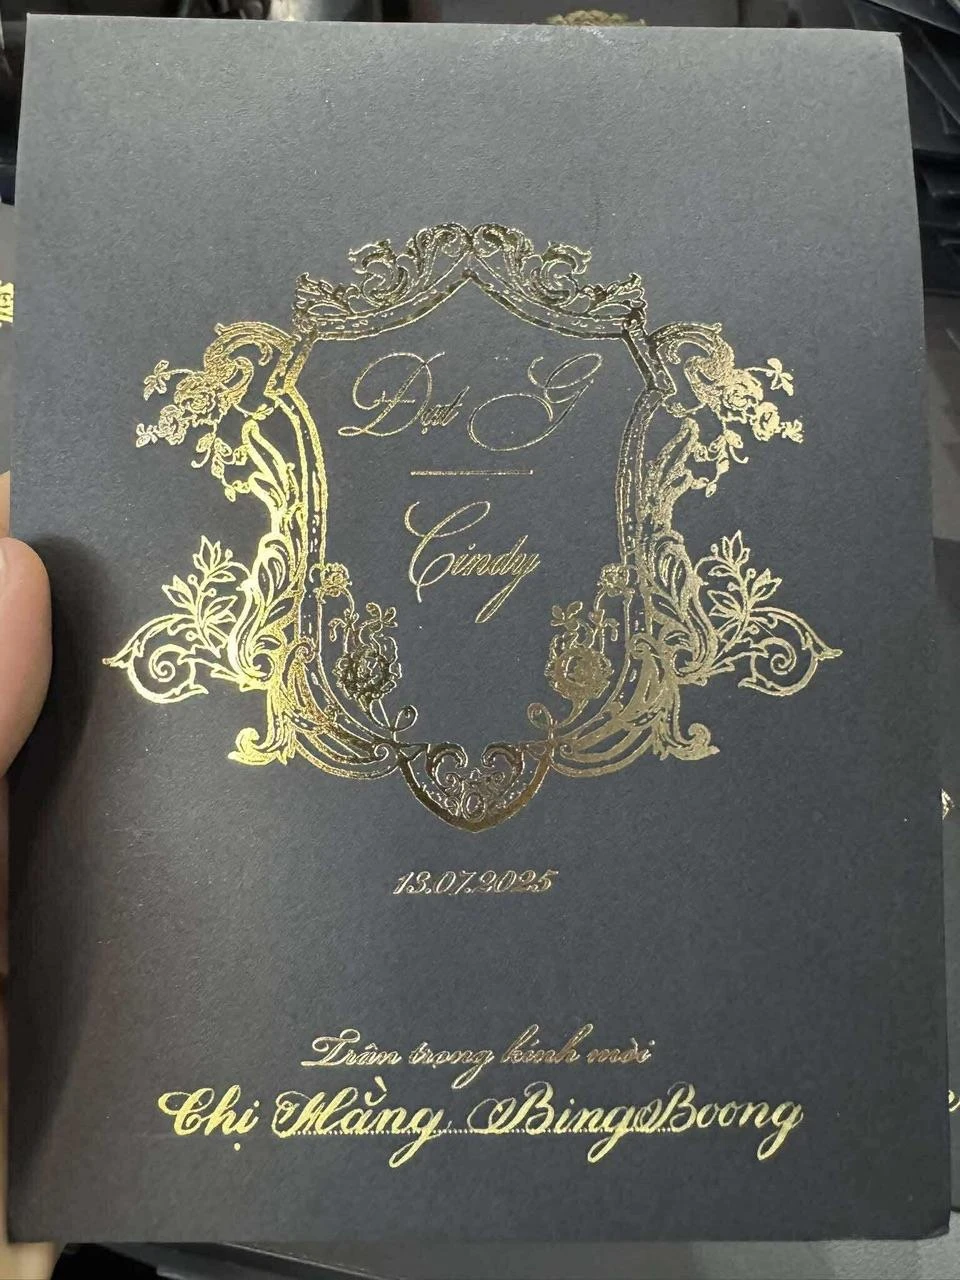 Đạt G
Cindy
13.07.2025
Trân trọng kính mời
Chị Hằng BingBoong